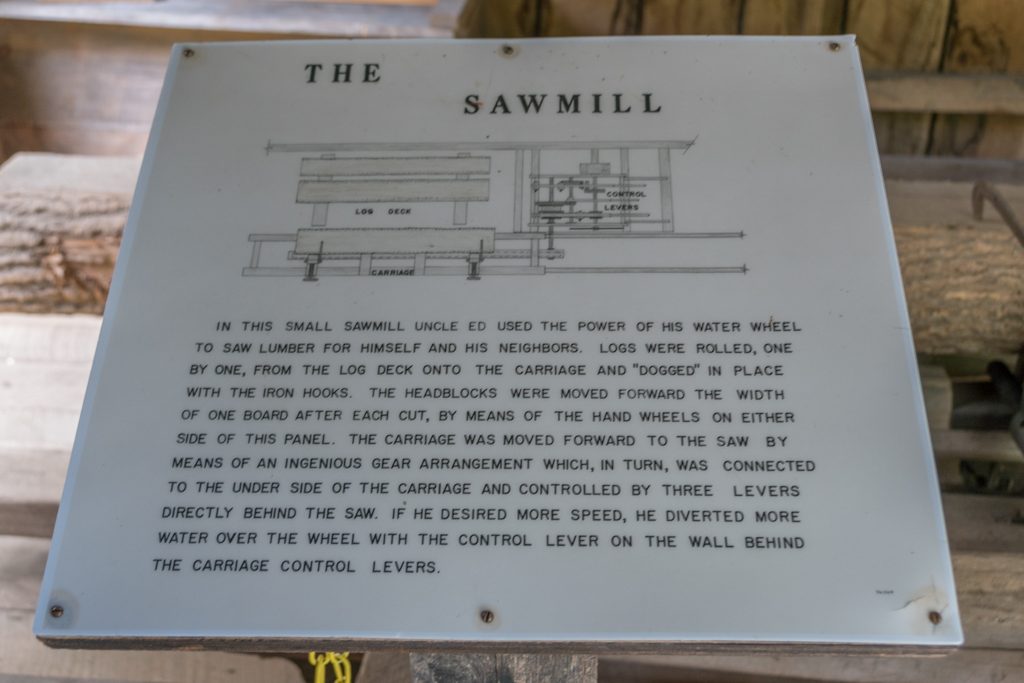 THE
SAWMILL
CONTROL
LEVERS
LOG DECK
CARRIAGE
IN THIS SMALL SAWMILL UNCLE ED USED THE POWER OF HIS WATER WHEEL
TO SAW LUMBER FOR HIMSELF AND HIS NEIGHBORS. LOGS WERE ROLLED, ONE
BY ONE, FROM THE LOG DECK ONTO THE CARRIAGE AND "DOGGED" IN PLACE
WITH THE IRON HOOKS. THE HEADBLOCKS WERE MOVED FORWARD THE WIDTH
OF ONE BOARD AFTER EACH CUT, BY MEANS OF THE HAND WHEELS ON EITHER
SIDE OF THIS PANEL. THE CARRIAGE WAS MOVED FORWARD TO THE SAW BY
MEANS OF AN INGENIOUS GEAR ARRANGEMENT WHICH, IN TURN, WAS CONNECTED
TO THE UNDER SIDE OF THE CARRIAGE AND CONTROLLED BY THREE LEVERS
DIRECTLY BEHIND THE SAW. IF HE DESIRED MORE SPEED, HE DIVERTED MORE
WATER OVER THE WHEEL WITH THE CONTROL LEVER ON THE WALL BEHIND
THE CARRIAGE CONTROL LEVERS.